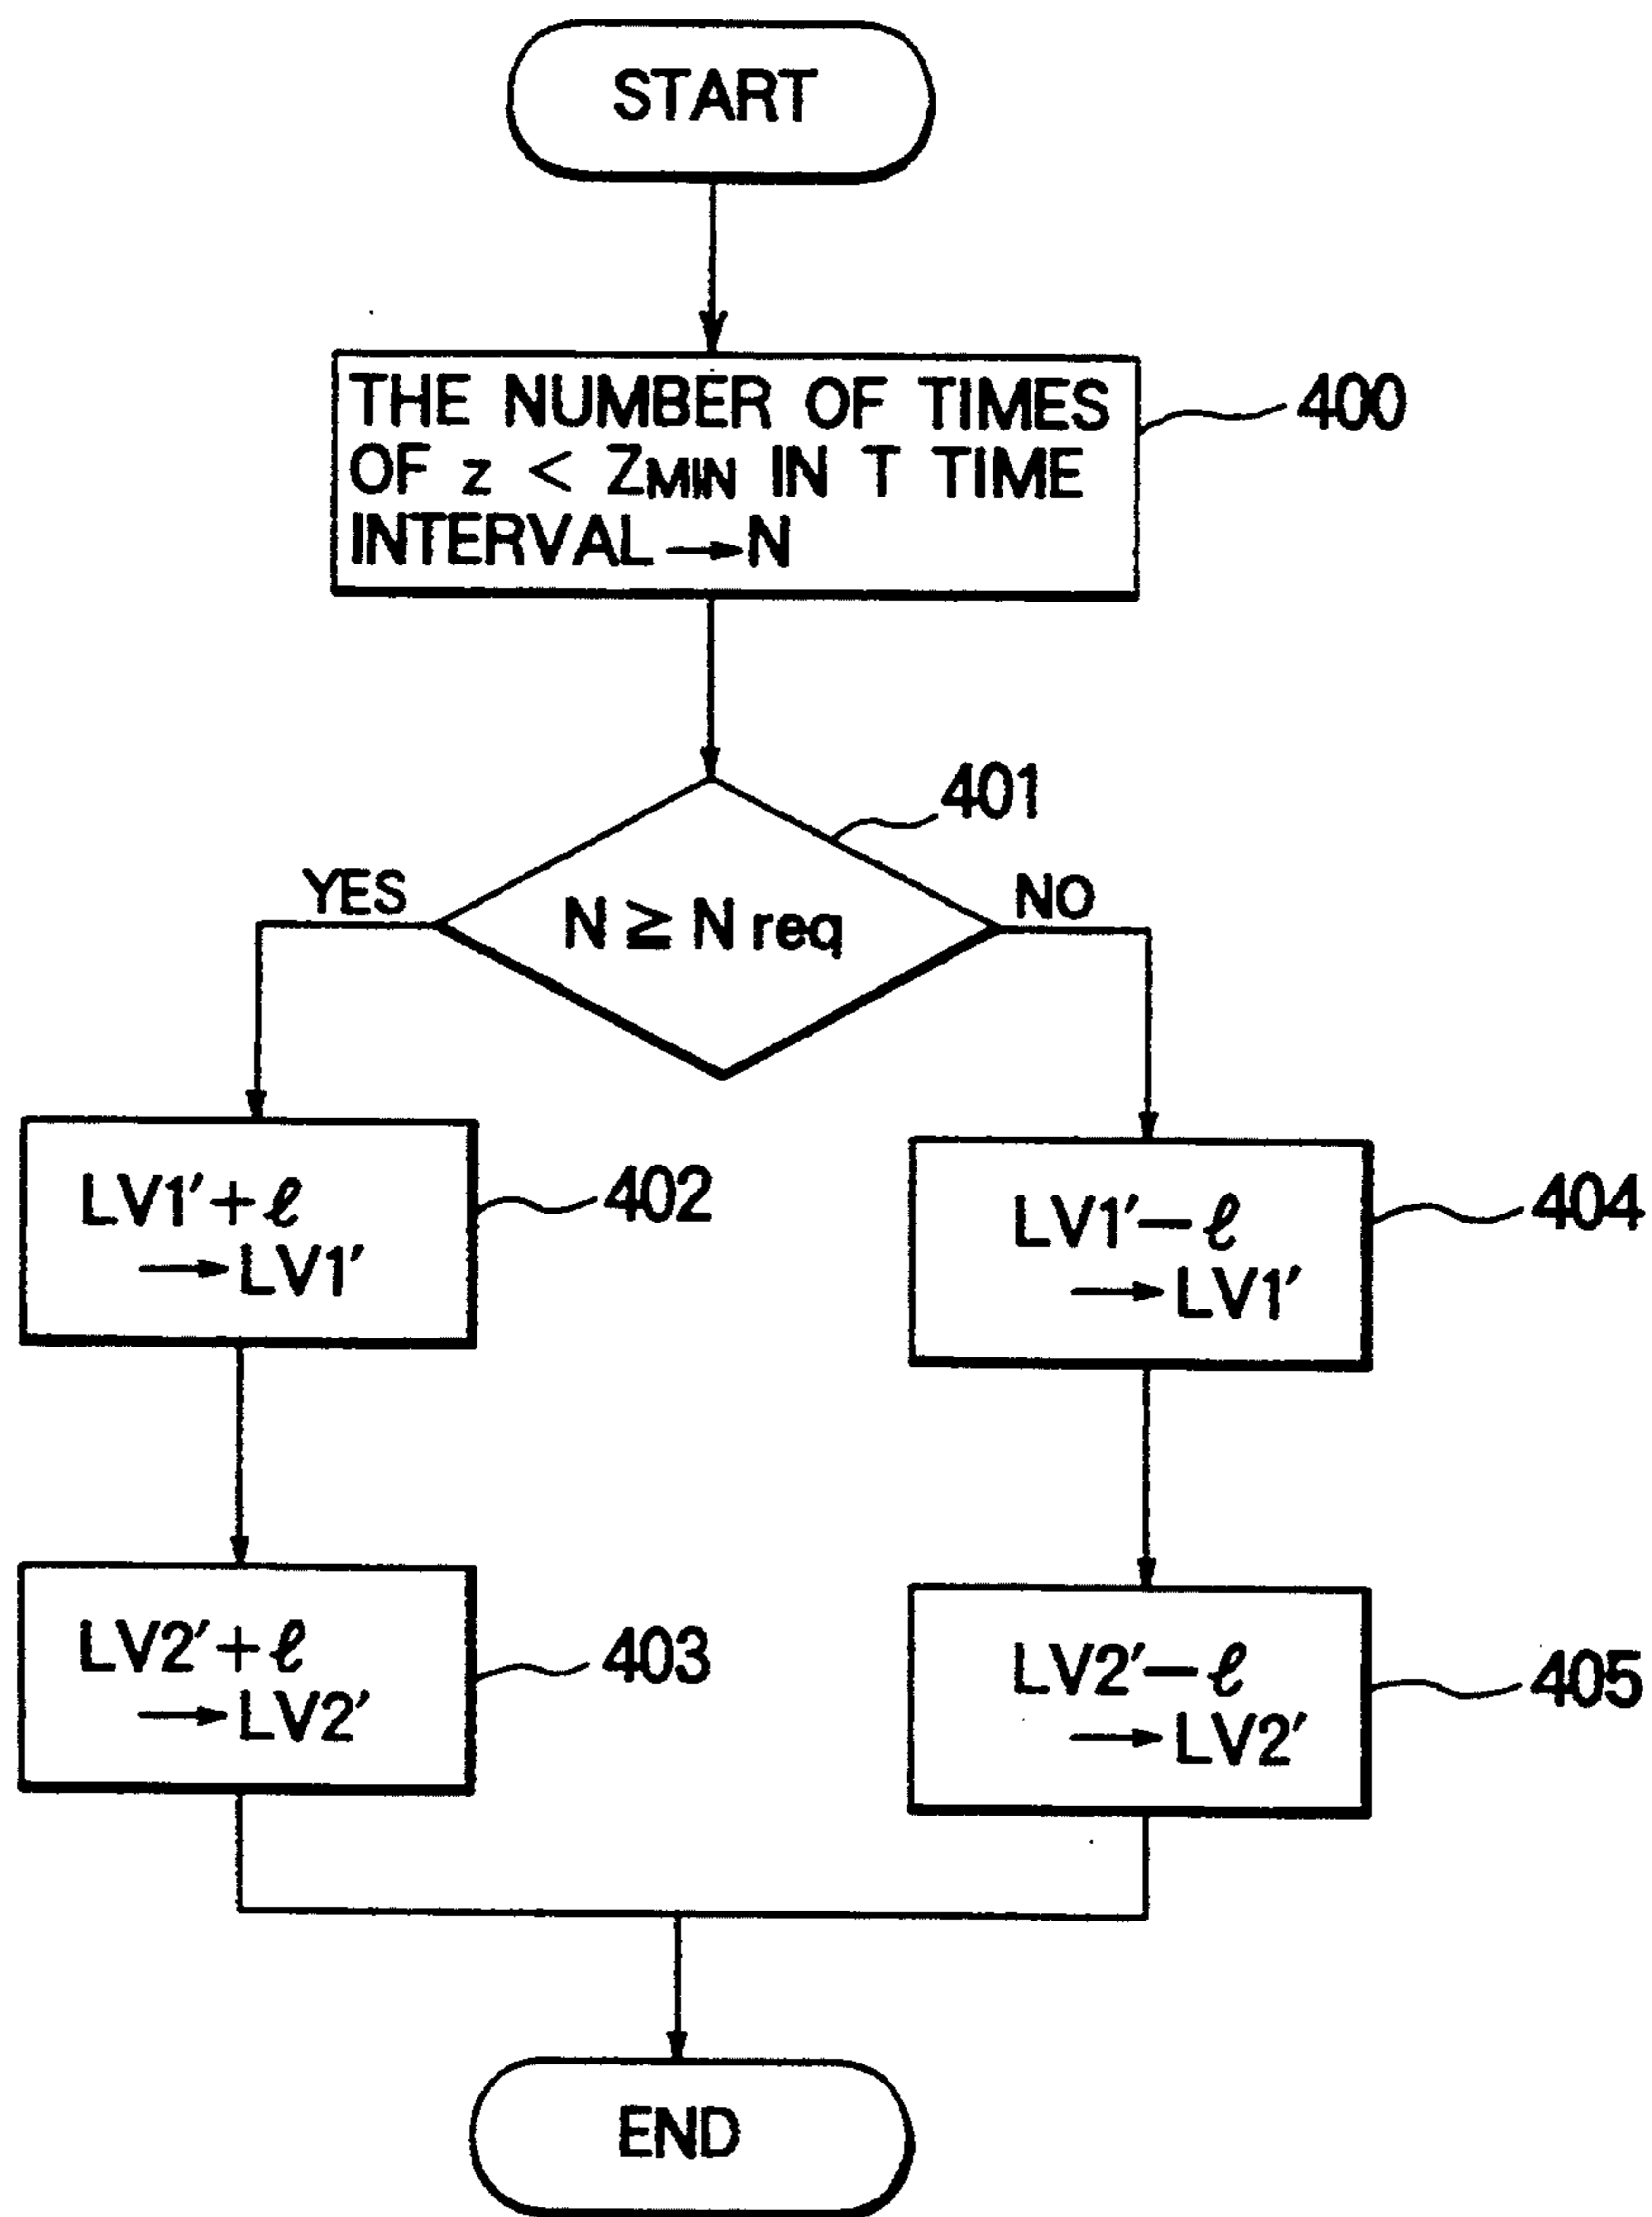 START
THE NUMBER OF TIMES
OF z < ZMIN IN T TIME
INTERVAL → N
400
401
YES
N ≧ N req
NO
LV1'+ℓ
→ LV1'
402
LV1'−ℓ
→ LV1'
404
LV2'+ℓ
→ LV2'
403
LV2'−ℓ
→ LV2'
405
END